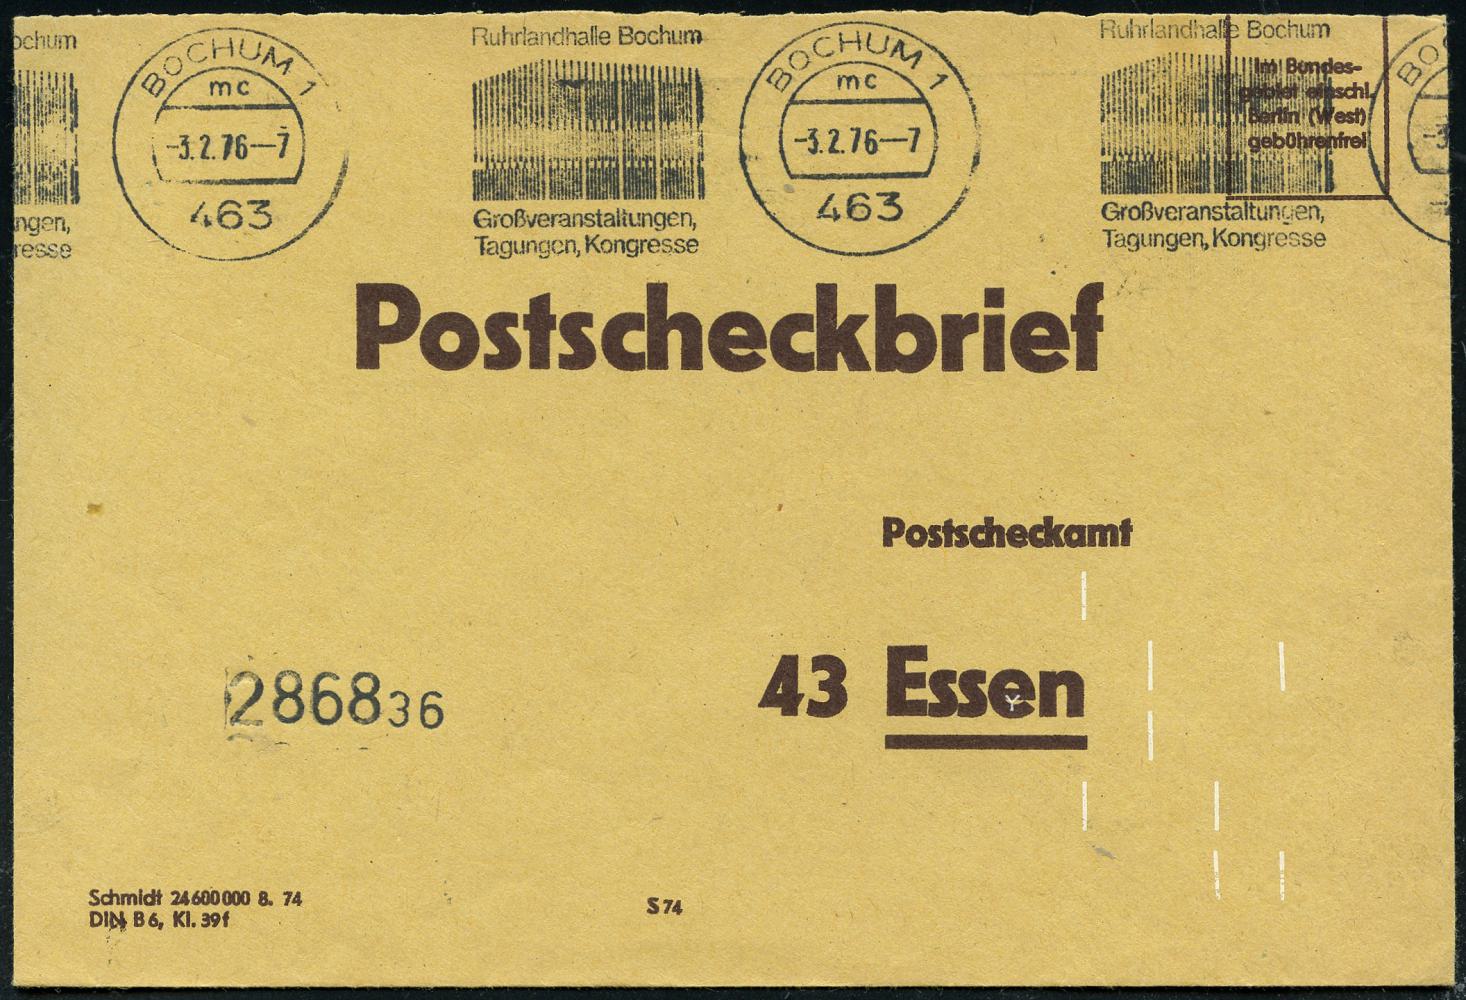 ochum
ngen,
resse
BOCHUM 1
mc
-3.2.76-7
463
Ruhrlandhalle Bochum
Großveranstaltungen,
Tagungen, Kongresse
BOCHUM 1
mc
-3.2.76-7
463
Ruhrlandhalle Bochum
Großveranstaltungen,
Tagungen, Kongresse
Im Bundes-
gebiet einschl.
Berlin (West)
gebührenfrei
BO
-3
Postscheckbrief
Postscheckamt
43 Essen
286836
Schmidt 24600000 8. 74
DIN B6, Kl. 39f
S 74